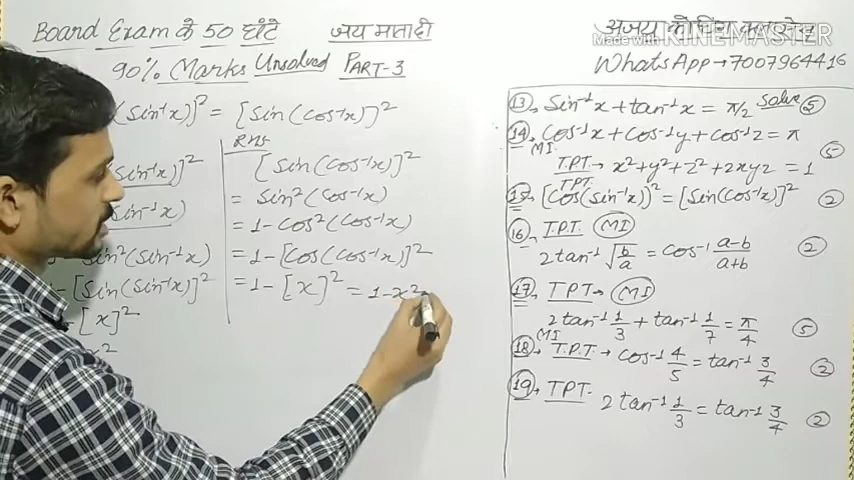 Board Exam के 50 घंटे जय माता दी
90% Marks Unsolved PART-3
WhatsApp → 7007964416
Made with KINEMASTER
(Sin⁻¹x))² = [Sin(Cos⁻¹x)]²
Sin⁻¹x)]²
Sin⁻¹x)
Sin²(Sin⁻¹x)
[Sin(Sin⁻¹x)]²
[x]²
RHS
[Sin(Cos⁻¹x)]²
= Sin²(Cos⁻¹x)
= 1-Cos²(Cos⁻¹x)
= 1-[Cos(Cos⁻¹x)]²
= 1-[x]² = 1-x²
13. Sin⁻¹x + tan⁻¹x = π/2 Solve 5
14. Cos⁻¹x + Cos⁻¹y + Cos⁻¹z = π
MI
T.P.T → x² + y² + z² + 2xyz = 1 5
TPT.
15. [Cos(Sin⁻¹x)]² = [Sin(Cos⁻¹x)]² 2
16. T.P.T. MI
2tan⁻¹√(b/a) = Cos⁻¹ (a-b)/(a+b) 2
17. TPT → MI
2tan⁻¹ 1/3 + tan⁻¹ 1/7 = π/4 5
MI
18. T.P.T. → Cos⁻¹ 4/5 = tan⁻¹ 3/4 2
19. TPT. 2tan⁻¹ 1/3 = tan⁻¹ 3/4 2